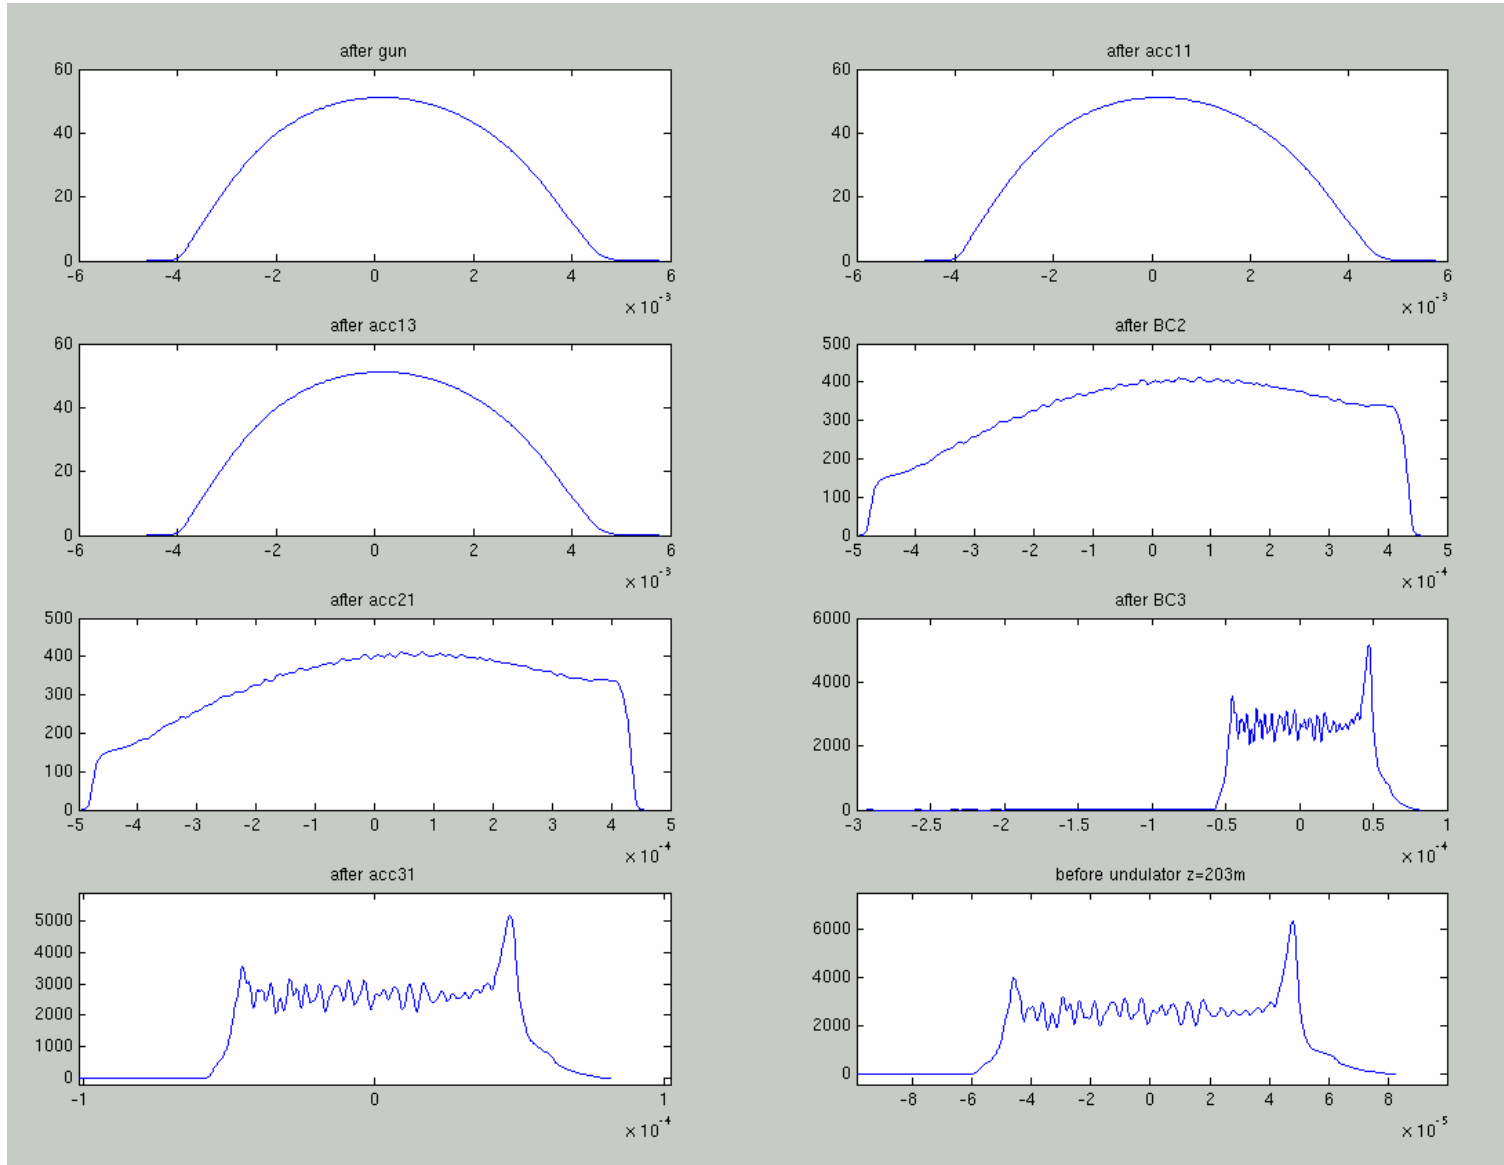 after gun
60
40
20
0
-6 -4 -2 0 2 4 6
× 10⁻³
after acc11
60
40
20
0
-6 -4 -2 0 2 4 6
× 10⁻³
after acc13
60
40
20
0
-6 -4 -2 0 2 4 6
× 10⁻³
after BC2
500
400
300
200
100
0
-5 -4 -3 -2 -1 0 1 2 3 4 5
× 10⁻⁴
after acc21
500
400
300
200
100
0
-5 -4 -3 -2 -1 0 1 2 3 4 5
× 10⁻⁴
after BC3
6000
4000
2000
0
-3 -2.5 -2 -1.5 -1 -0.5 0 0.5 1
× 10⁻⁴
after acc31
5000
4000
3000
2000
1000
0
-1 0 1
× 10⁻⁴
before undulator z=203m
6000
4000
2000
0
-8 -6 -4 -2 0 2 4 6 8
× 10⁻⁵